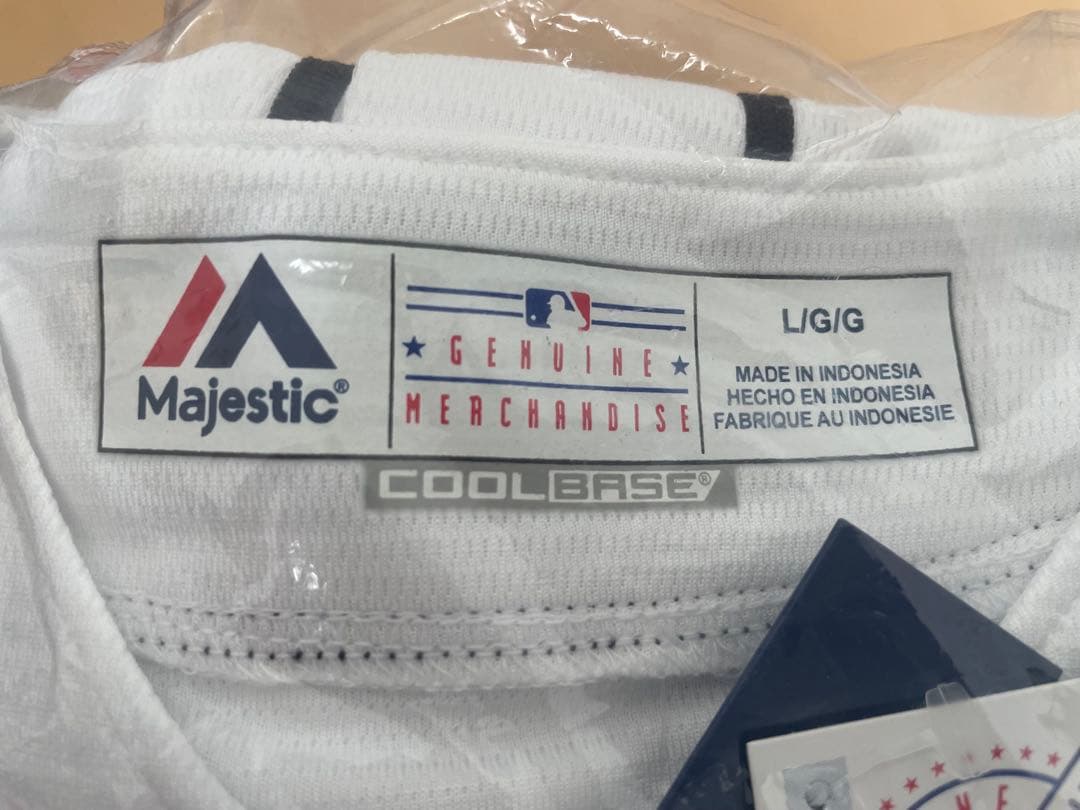 Majestic®
GENUINE
MERCHANDISE
L/G/G
MADE IN INDONESIA
HECHO EN INDONESIA
FABRIQUE AU INDONESIE
COOLBASE®